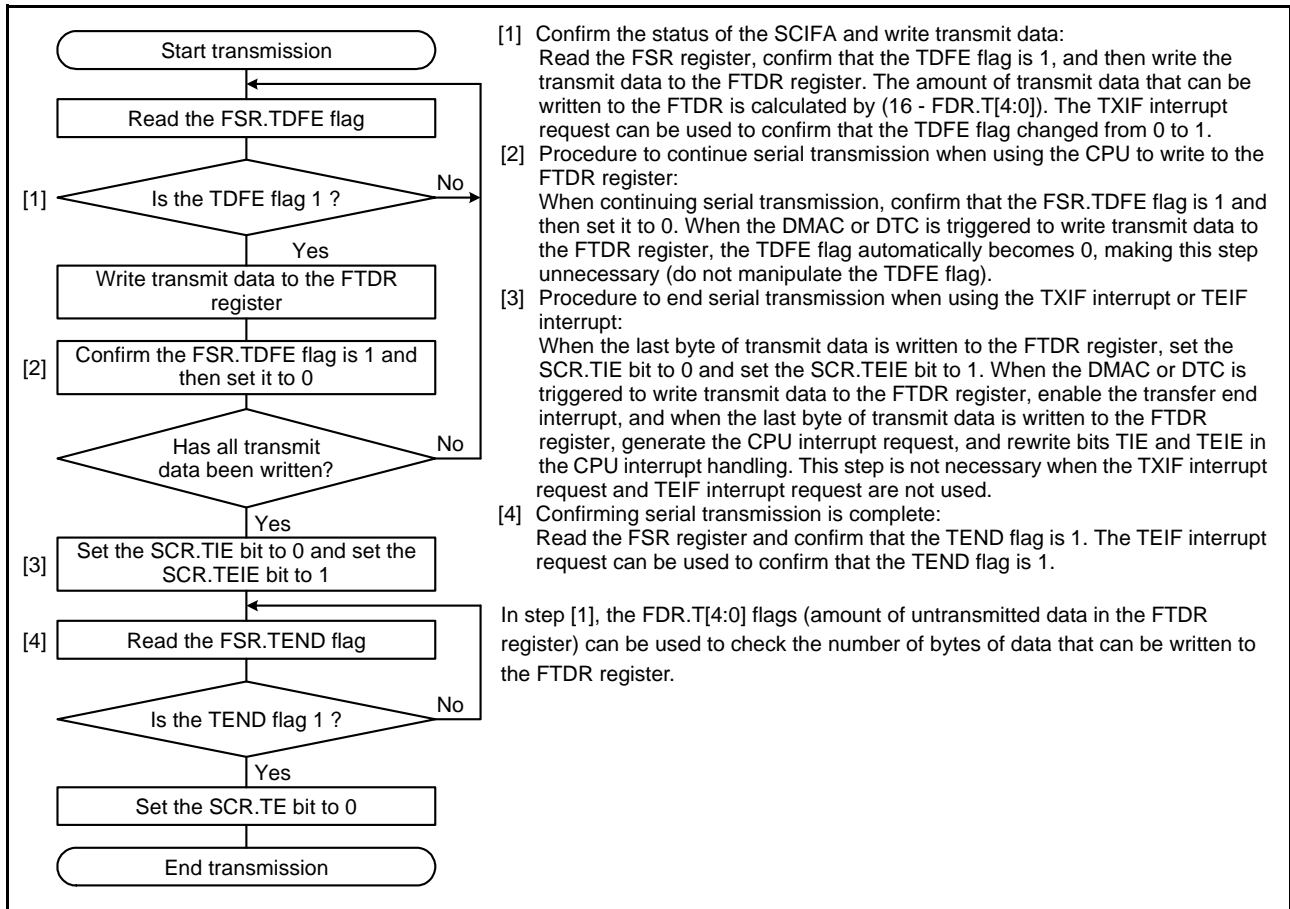 Start transmission
Read the FSR.TDFE flag
[1]
Is the TDFE flag 1 ?
No
Yes
Write transmit data to the FTDR
register
[2]
Confirm the FSR.TDFE flag is 1 and
then set it to 0
Has all transmit
data been written?
No
Yes
[3]
Set the SCR.TIE bit to 0 and set the
SCR.TEIE bit to 1
[4]
Read the FSR.TEND flag
Is the TEND flag 1 ?
No
Yes
Set the SCR.TE bit to 0
End transmission
[1] Confirm the status of the SCIFA and write transmit data:
Read the FSR register, confirm that the TDFE flag is 1, and then write the
transmit data to the FTDR register. The amount of transmit data that can be
written to the FTDR is calculated by (16 - FDR.T[4:0]). The TXIF interrupt
request can be used to confirm that the TDFE flag changed from 0 to 1.
[2] Procedure to continue serial transmission when using the CPU to write to the
FTDR register:
When continuing serial transmission, confirm that the FSR.TDFE flag is 1 and
then set it to 0. When the DMAC or DTC is triggered to write transmit data to
the FTDR register, the TDFE flag automatically becomes 0, making this step
unnecessary (do not manipulate the TDFE flag).
[3] Procedure to end serial transmission when using the TXIF interrupt or TEIF
interrupt:
When the last byte of transmit data is written to the FTDR register, set the
SCR.TIE bit to 0 and set the SCR.TEIE bit to 1. When the DMAC or DTC is
triggered to write transmit data to the FTDR register, enable the transfer end
interrupt, and when the last byte of transmit data is written to the FTDR
register, generate the CPU interrupt request, and rewrite bits TIE and TEIE in
the CPU interrupt handling. This step is not necessary when the TXIF interrupt
request and TEIF interrupt request are not used.
[4] Confirming serial transmission is complete:
Read the FSR register and confirm that the TEND flag is 1. The TEIF interrupt
request can be used to confirm that the TEND flag is 1.
In step [1], the FDR.T[4:0] flags (amount of untransmitted data in the FTDR
register) can be used to check the number of bytes of data that can be written to
the FTDR register.